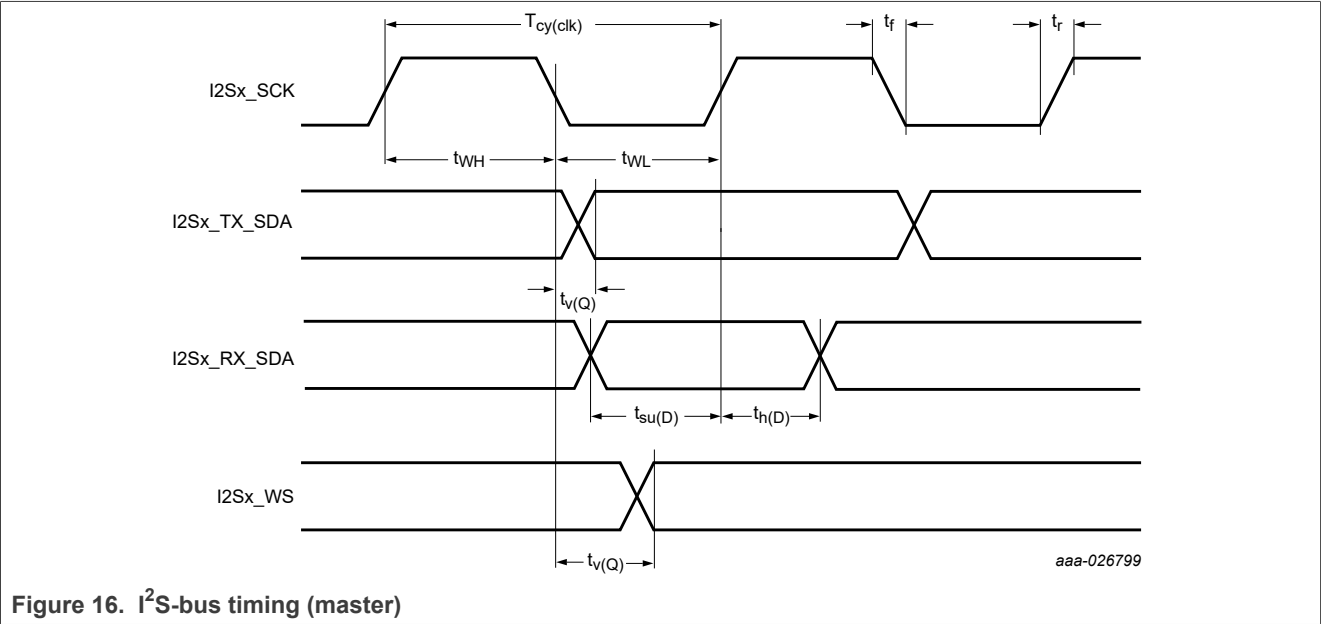 T_cy(clk) t_f t_r
I2Sx_SCK
t_WH t_WL
I2Sx_TX_SDA
t_v(Q)
I2Sx_RX_SDA
t_su(D) t_h(D)
I2Sx_WS
t_v(Q)
aaa-026799
Figure 16. I²S-bus timing (master)